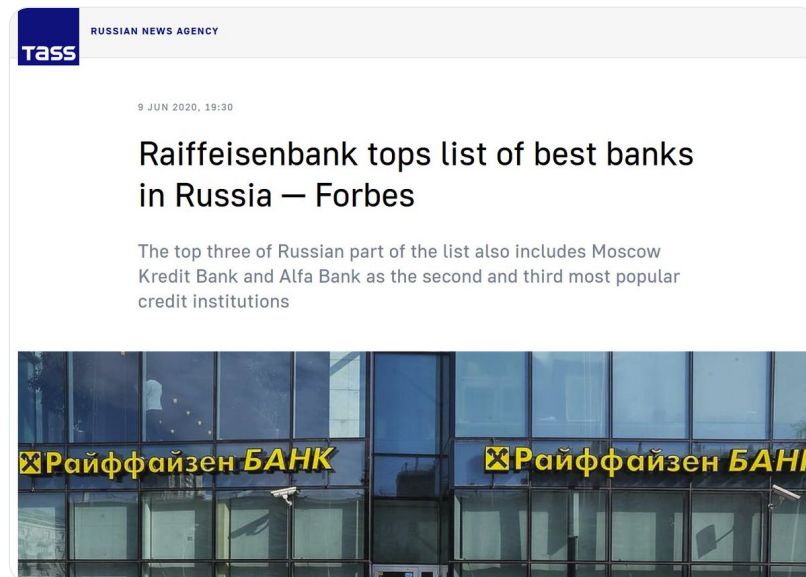 Tass
RUSSIAN NEWS AGENCY
9 JUN 2020, 19:30
Raiffeisenbank tops list of best banks
in Russia — Forbes
The top three of Russian part of the list also includes Moscow
Kredit Bank and Alfa Bank as the second and third most popular
credit institutions
Райффайзен БАНК
Райффайзен БАН